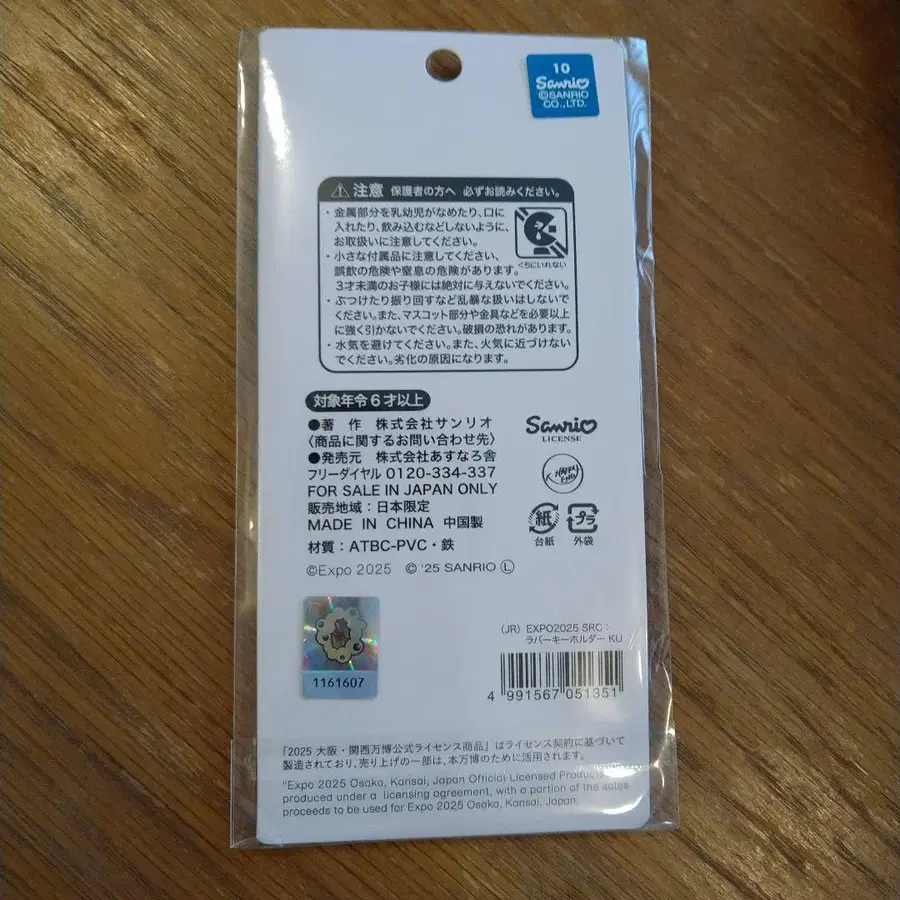 10
Sanrio
©SANRIO
CO.,LTD.
⚠注意 保護者の方へ 必ずお読みください。
・金属部分を乳幼児がなめたり、口に
入れたり、飲み込むなどしないように、
お取扱いに注意してください。
・小さな付属品に注意してください、
誤飲の危険や窒息の危険があります。
3才未満のお子様には絶対に与えないでください。
・ぶつけたり振り回すなど乱暴な扱いはしないで
ください。また、マスコット部分や金具などを必要以上
に強く引かないでください。破損の恐れがあります。
・水気を避けてください。また、火気に近づけない
でください。劣化の原因になります。
くちにいれない
対象年令6才以上
●著 作 株式会社サンリオ
〈商品に関するお問い合わせ先〉
●発売元 株式会社あすなろ舎
フリーダイヤル 0120-334-337
FOR SALE IN JAPAN ONLY
販売地域:日本限定
MADE IN CHINA 中国製
材質:ATBC-PVC・鉄
©Expo 2025 © '25 SANRIO Ⓛ
Sanrio
LICENSE
紙
台紙
プラ
外袋
1161607
(JR) EXPO2025 SRC:
ラバーキーホルダー KU
4 991567 051351
「2025 大阪・関西万博公式ライセンス商品」はライセンス契約に基づいて
製造されており、売り上げの一部は、本万博のために活用されます。
"Expo 2025 Osaka, Kansai, Japan Official Licensed Products
produced under a licensing agreement, with a portion of the sales
proceeds to be used for Expo 2025 Osaka, Kansai, Japan.